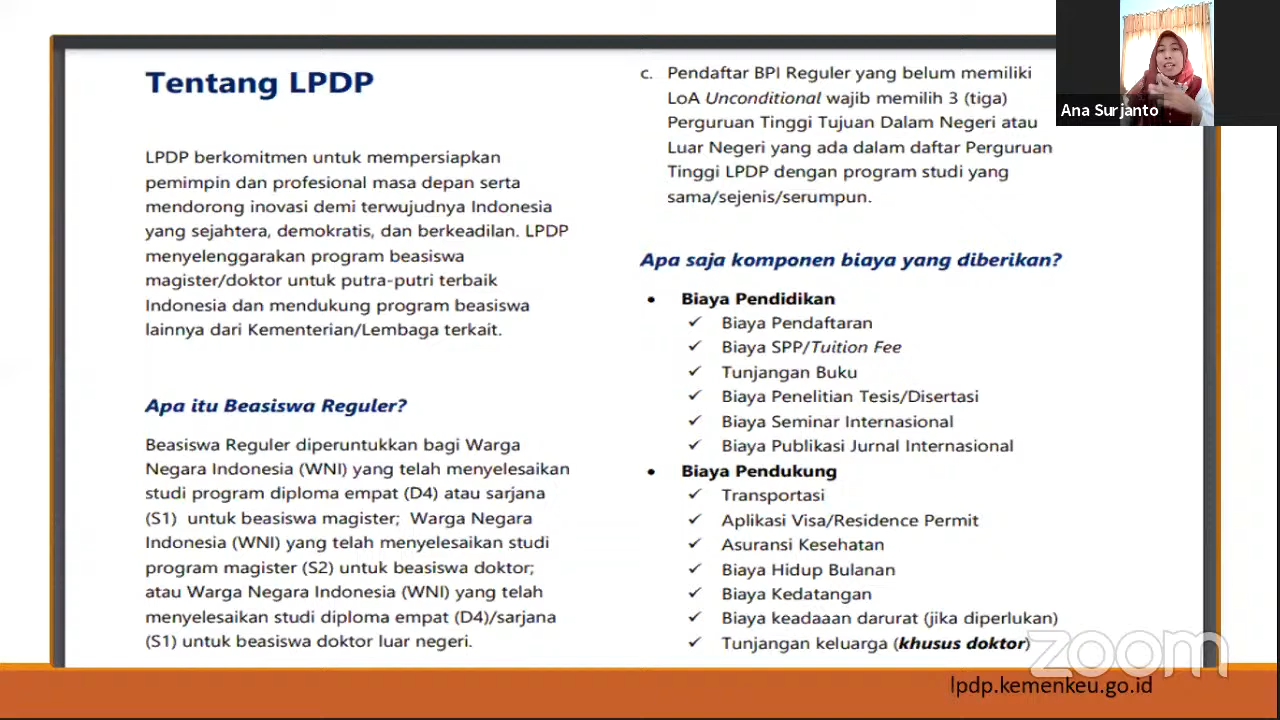 Tentang LPDP
LPDP berkomitmen untuk mempersiapkan
pemimpin dan profesional masa depan serta
mendorong inovasi demi terwujudnya Indonesia
yang sejahtera, demokratis, dan berkeadilan. LPDP
menyelenggarakan program beasiswa
magister/doktor untuk putra-putri terbaik
Indonesia dan mendukung program beasiswa
lainnya dari Kementerian/Lembaga terkait.
Apa itu Beasiswa Reguler?
Beasiswa Reguler diperuntukkan bagi Warga
Negara Indonesia (WNI) yang telah menyelesaikan
studi program diploma empat (D4) atau sarjana
(S1) untuk beasiswa magister; Warga Negara
Indonesia (WNI) yang telah menyelesaikan studi
program magister (S2) untuk beasiswa doktor;
atau Warga Negara Indonesia (WNI) yang telah
menyelesaikan studi diploma empat (D4)/sarjana
(S1) untuk beasiswa doktor luar negeri.
c. Pendaftar BPI Reguler yang belum memiliki
LoA Unconditional wajib memilih 3 (tiga)
Perguruan Tinggi Tujuan Dalam Negeri atau
Luar Negeri yang ada dalam daftar Perguruan
Tinggi LPDP dengan program studi yang
sama/sejenis/serumpun.
Apa saja komponen biaya yang diberikan?
• Biaya Pendidikan
✓ Biaya Pendaftaran
✓ Biaya SPP/Tuition Fee
✓ Tunjangan Buku
✓ Biaya Penelitian Tesis/Disertasi
✓ Biaya Seminar Internasional
✓ Biaya Publikasi Jurnal Internasional
• Biaya Pendukung
✓ Transportasi
✓ Aplikasi Visa/Residence Permit
✓ Asuransi Kesehatan
✓ Biaya Hidup Bulanan
✓ Biaya Kedatangan
✓ Biaya keadaaan darurat (jika diperlukan)
✓ Tunjangan keluarga (khusus doktor)
Ana Surjanto
zoom
lpdp.kemenkeu.go.id